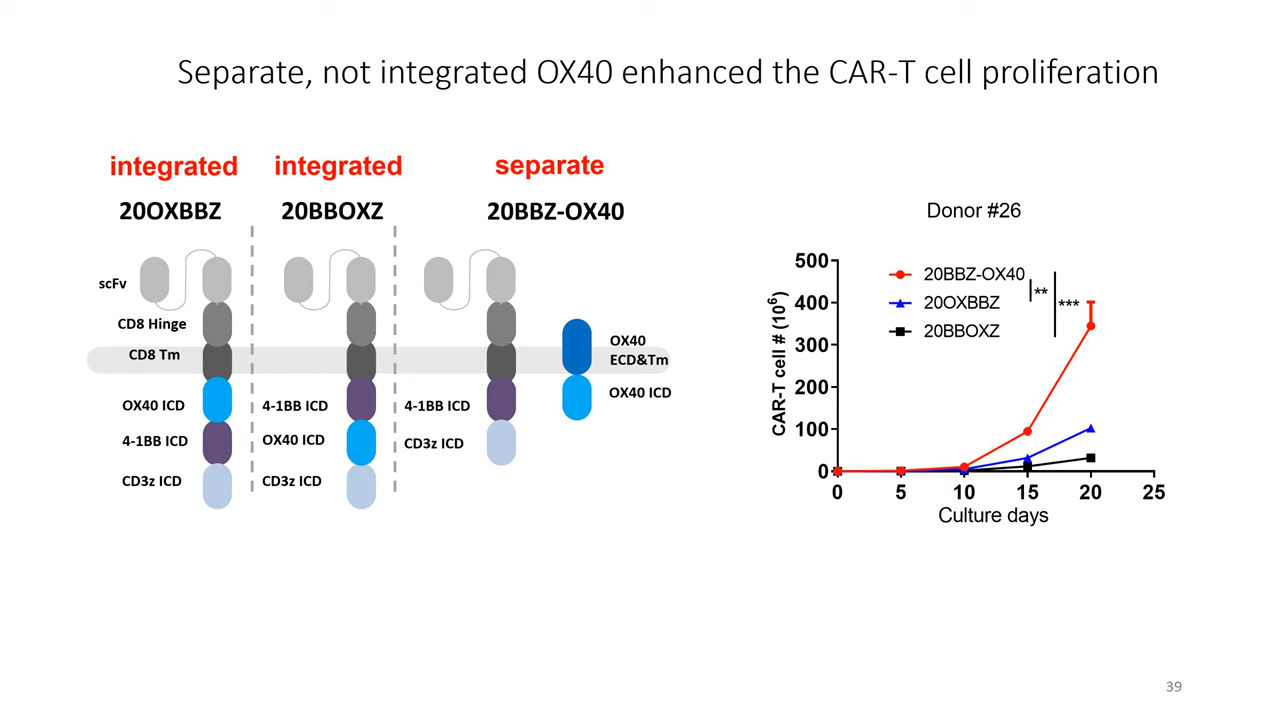 Separate, not integrated OX40 enhanced the CAR-T cell proliferation
integrated
integrated
separate
20OXBBZ
20BBOXZ
20BBZ-OX40
scFv
CD8 Hinge
CD8 Tm
OX40 ICD
4-1BB ICD
CD3z ICD
4-1BB ICD
OX40 ICD
CD3z ICD
4-1BB ICD
CD3z ICD
OX40
ECD&Tm
OX40 ICD
Donor #26
CAR-T cell # (10⁶)
500
400
300
200
100
0
20BBZ-OX40
20OXBBZ
20BBOXZ
**
***
0 5 10 15 20 25
Culture days
39